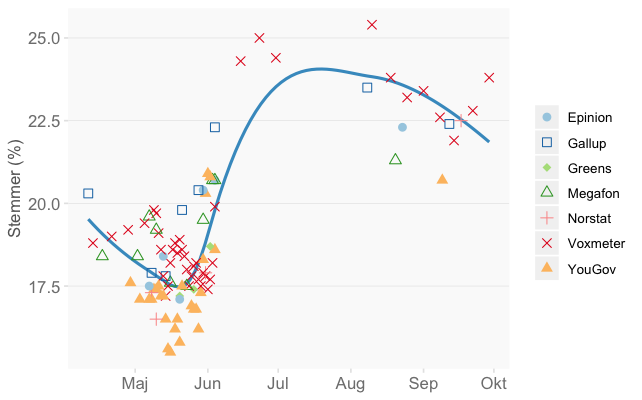 25.0
22.5
20.0
17.5
Stemmer (%)
Maj Jun Jul Aug Sep Okt
Epinion
Gallup
Greens
Megafon
Norstat
Voxmeter
YouGov